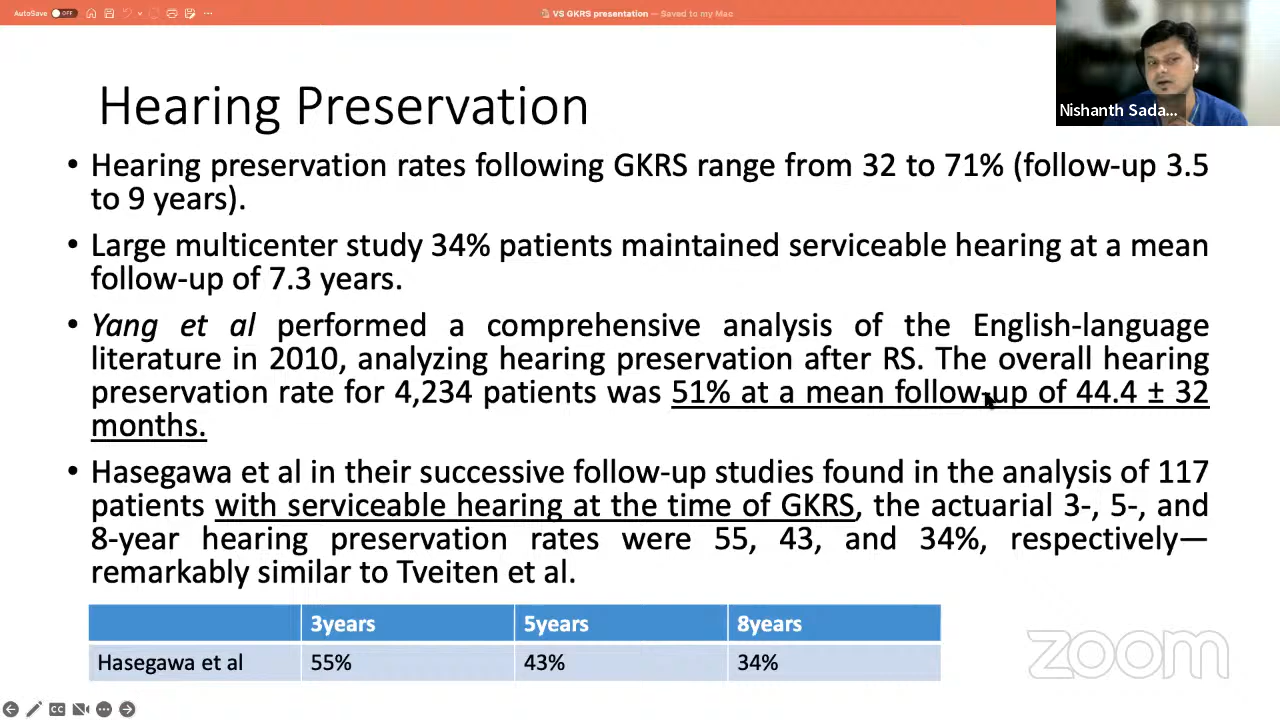 AutoSave OFF
VS GKRS presentation — Saved to my Mac
Nishanth Sada...
Hearing Preservation
• Hearing preservation rates following GKRS range from 32 to 71% (follow-up 3.5
to 9 years).
• Large multicenter study 34% patients maintained serviceable hearing at a mean
follow-up of 7.3 years.
• Yang et al performed a comprehensive analysis of the English-language
literature in 2010, analyzing hearing preservation after RS. The overall hearing
preservation rate for 4,234 patients was 51% at a mean follow-up of 44.4 ± 32
months.
• Hasegawa et al in their successive follow-up studies found in the analysis of 117
patients with serviceable hearing at the time of GKRS, the actuarial 3-, 5-, and
8-year hearing preservation rates were 55, 43, and 34%, respectively—
remarkably similar to Tveiten et al.
3years 5years 8years
Hasegawa et al 55% 43% 34%
zoom
CC